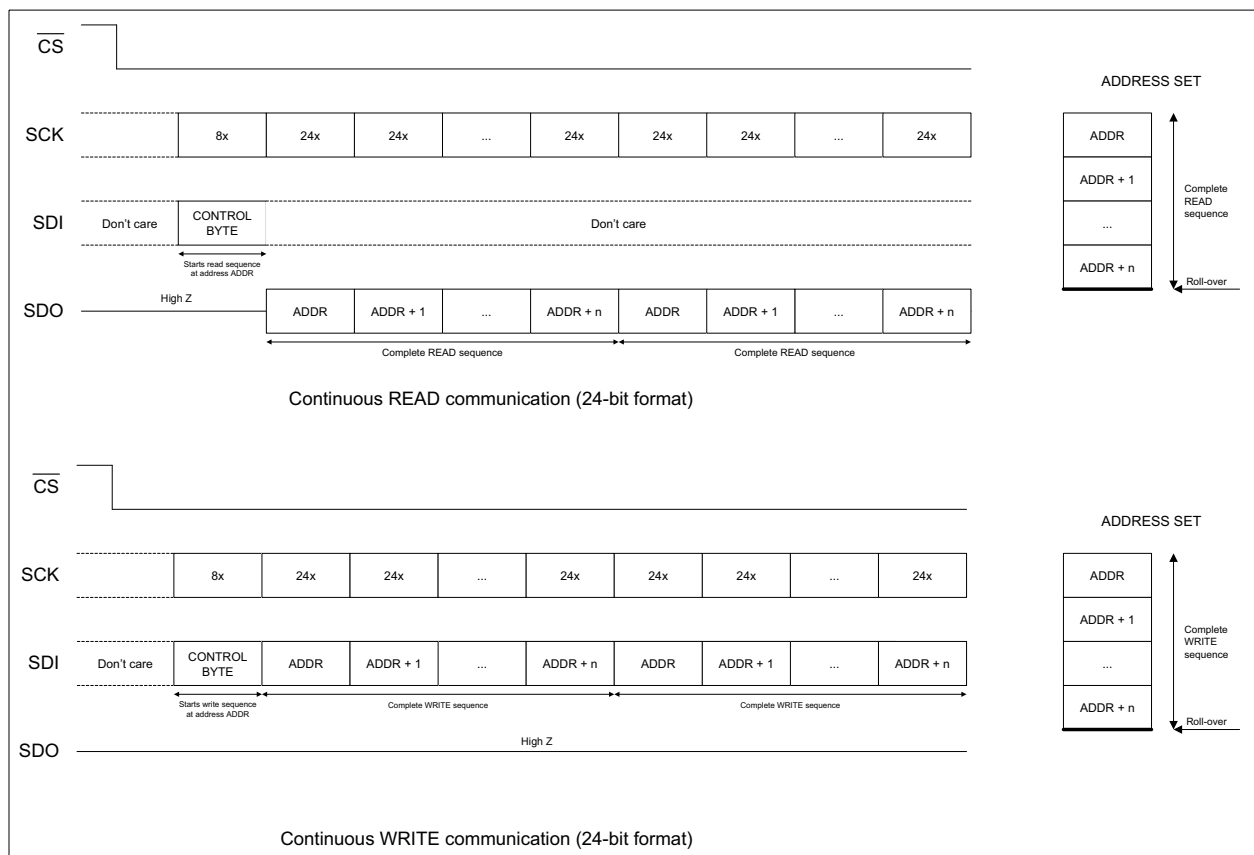 CS
SCK
8x 24x 24x ... 24x 24x 24x ... 24x
SDI
Don't care
CONTROL
BYTE
Don't care
Starts read sequence
at address ADDR
SDO
High Z
ADDR ADDR + 1 ... ADDR + n ADDR ADDR + 1 ... ADDR + n
Complete READ sequence Complete READ sequence
Continuous READ communication (24-bit format)
ADDRESS SET
ADDR
ADDR + 1
...
ADDR + n
Complete
READ
sequence
Roll-over
CS
SCK
8x 24x 24x ... 24x 24x 24x ... 24x
SDI
Don't care
CONTROL
BYTE
ADDR ADDR + 1 ... ADDR + n ADDR ADDR + 1 ... ADDR + n
Starts write sequence
at address ADDR
Complete WRITE sequence Complete WRITE sequence
SDO
High Z
Continuous WRITE communication (24-bit format)
ADDRESS SET
ADDR
ADDR + 1
...
ADDR + n
Complete
WRITE
sequence
Roll-over